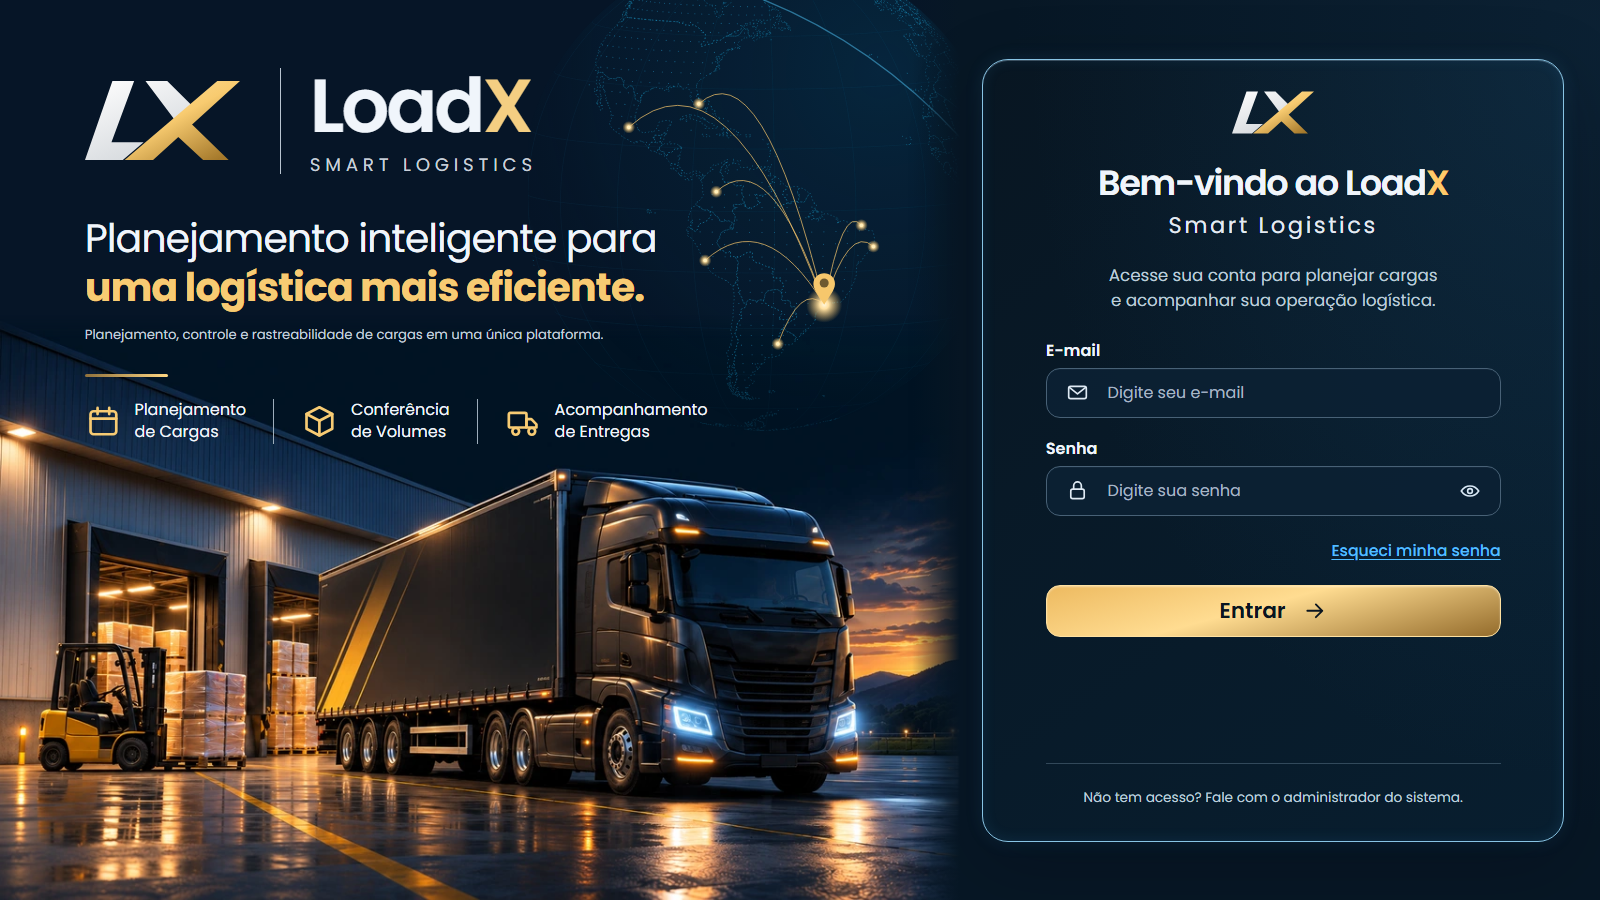 LX
LoadX
SMART LOGISTICS
Planejamento inteligente para
uma logística mais eficiente.
Planejamento, controle e rastreabilidade de cargas em uma única plataforma.
Planejamento
de Cargas
Conferência
de Volumes
Acompanhamento
de Entregas
LX
Bem-vindo ao LoadX
Smart Logistics
Acesse sua conta para planejar cargas
e acompanhar sua operação logística.
E-mail
Digite seu e-mail
Senha
Digite sua senha
Esqueci minha senha
Entrar →
Não tem acesso? Fale com o administrador do sistema.